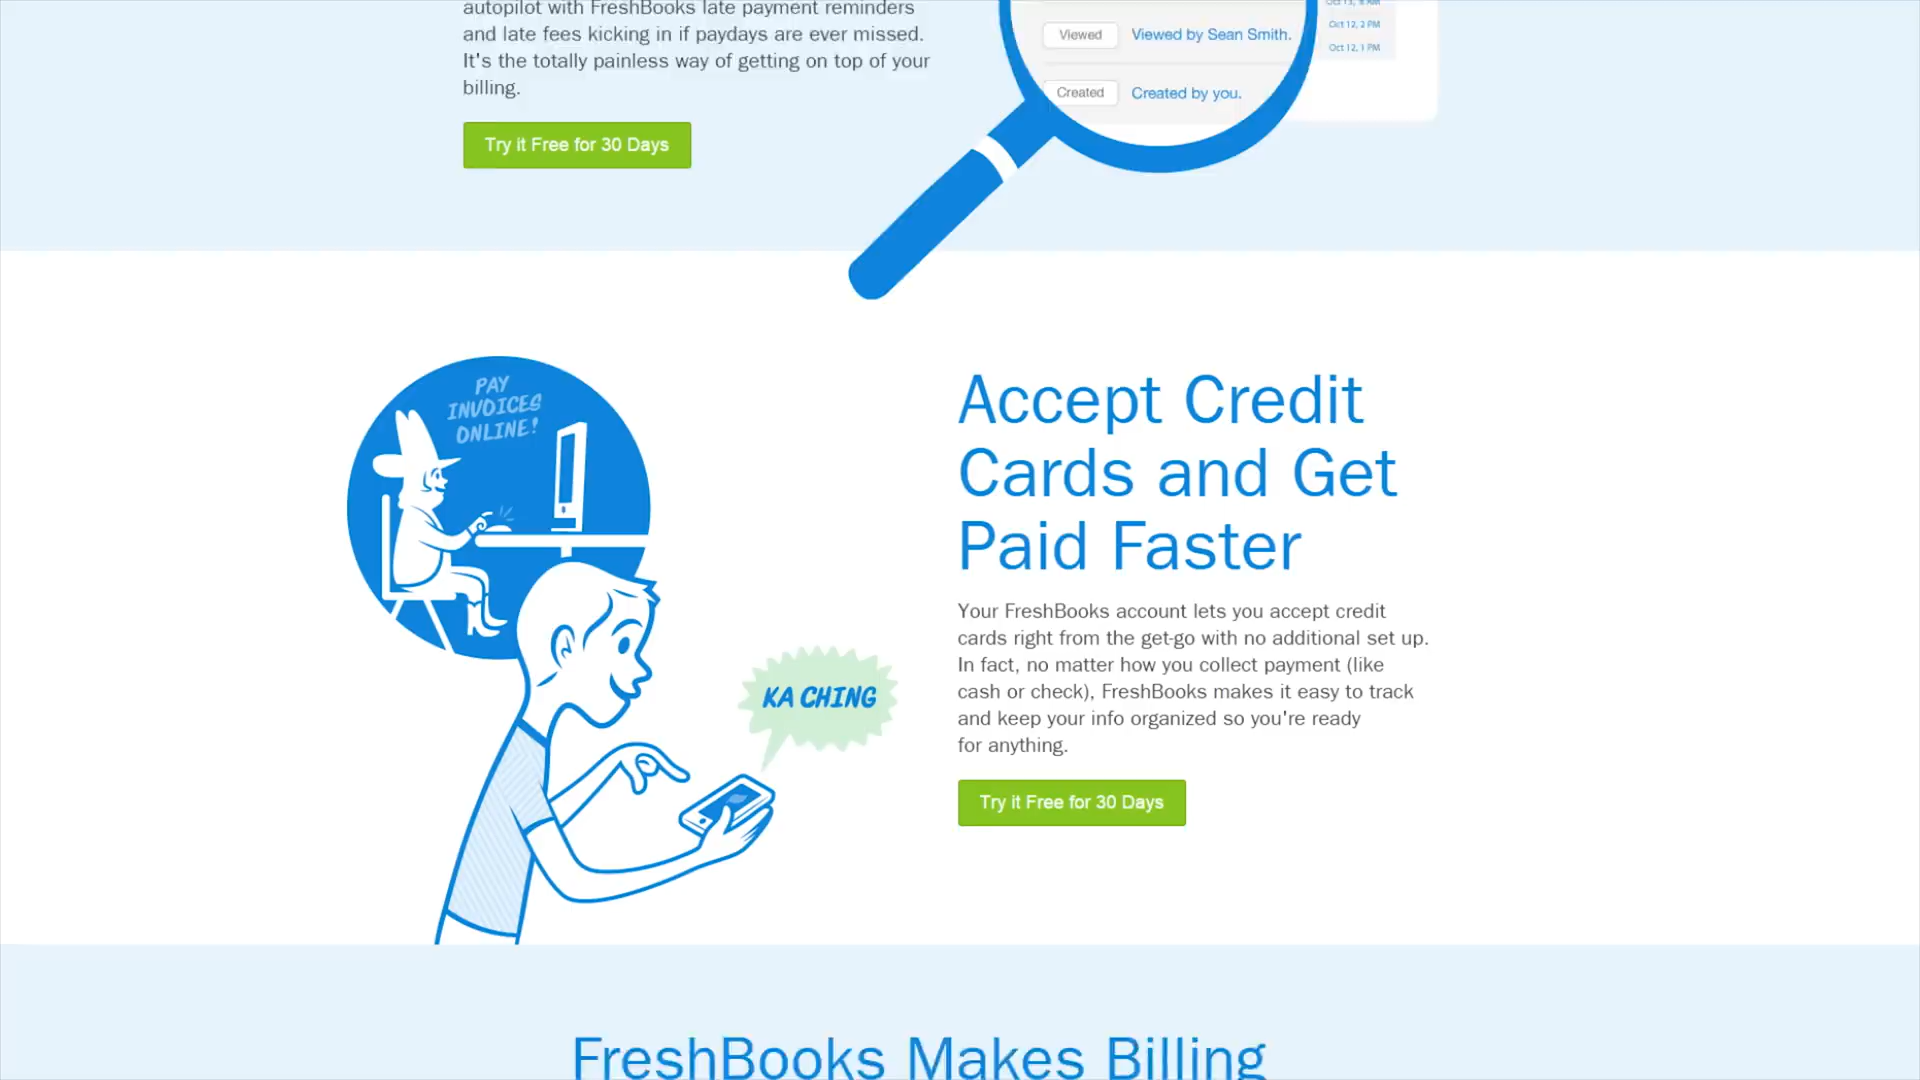 autopilot with FreshBooks late payment reminders
and late fees kicking in if paydays are ever missed.
It's the totally painless way of getting on top of your
billing.
Try it Free for 30 Days
Viewed
Viewed by Sean Smith.
Created
Created by you.
Oct 12, 2 PM
Oct 12, 1 PM
PAY
INVOICES
ONLINE!
KA CHING
Accept Credit
Cards and Get
Paid Faster
Your FreshBooks account lets you accept credit
cards right from the get-go with no additional set up.
In fact, no matter how you collect payment (like
cash or check), FreshBooks makes it easy to track
and keep your info organized so you're ready
for anything.
Try it Free for 30 Days
FreshBooks Makes Billing